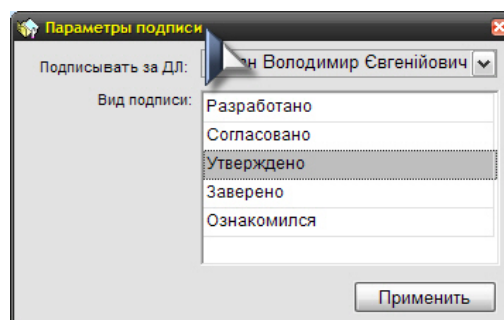 Параметры подписи
Подписывать за ДЛ: Володимир Євгенійович
Вид подписи:
Разработано
Согласовано
Утверждено
Заверено
Ознакомился
Применить